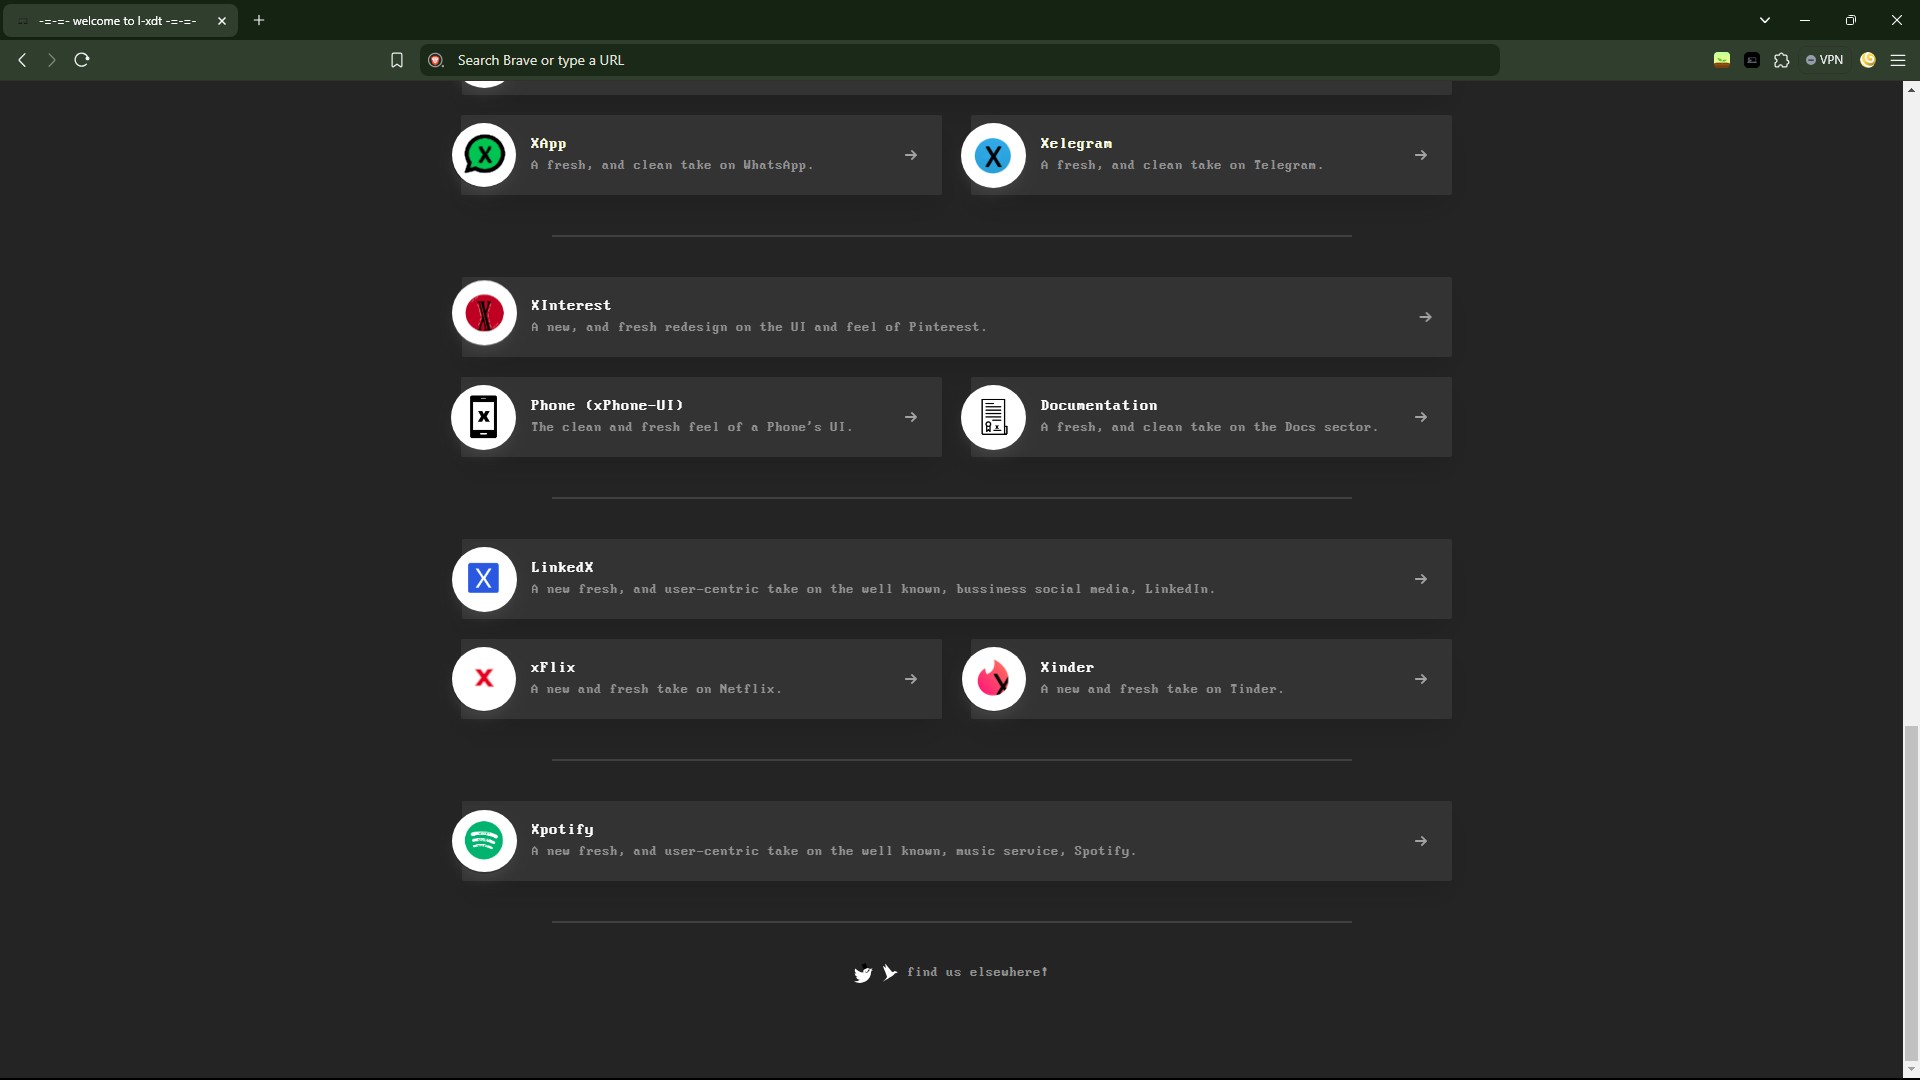 -=-=- welcome to l-xdt -=-=-
Search Brave or type a URL
VPN
XApp
A fresh, and clean take on WhatsApp.
Xelegram
A fresh, and clean take on Telegram.
XInterest
A new, and fresh redesign on the UI and feel of Pinterest.
Phone (xPhone-UI)
The clean and fresh feel of a Phone's UI.
Documentation
A fresh, and clean take on the Docs sector.
LinkedX
A new fresh, and user-centric take on the well known, bussiness social media, LinkedIn.
xFlix
A new and fresh take on Netflix.
Xinder
A new and fresh take on Tinder.
Xpotify
A new fresh, and user-centric take on the well known, music service, Spotify.
find us elsewhere!